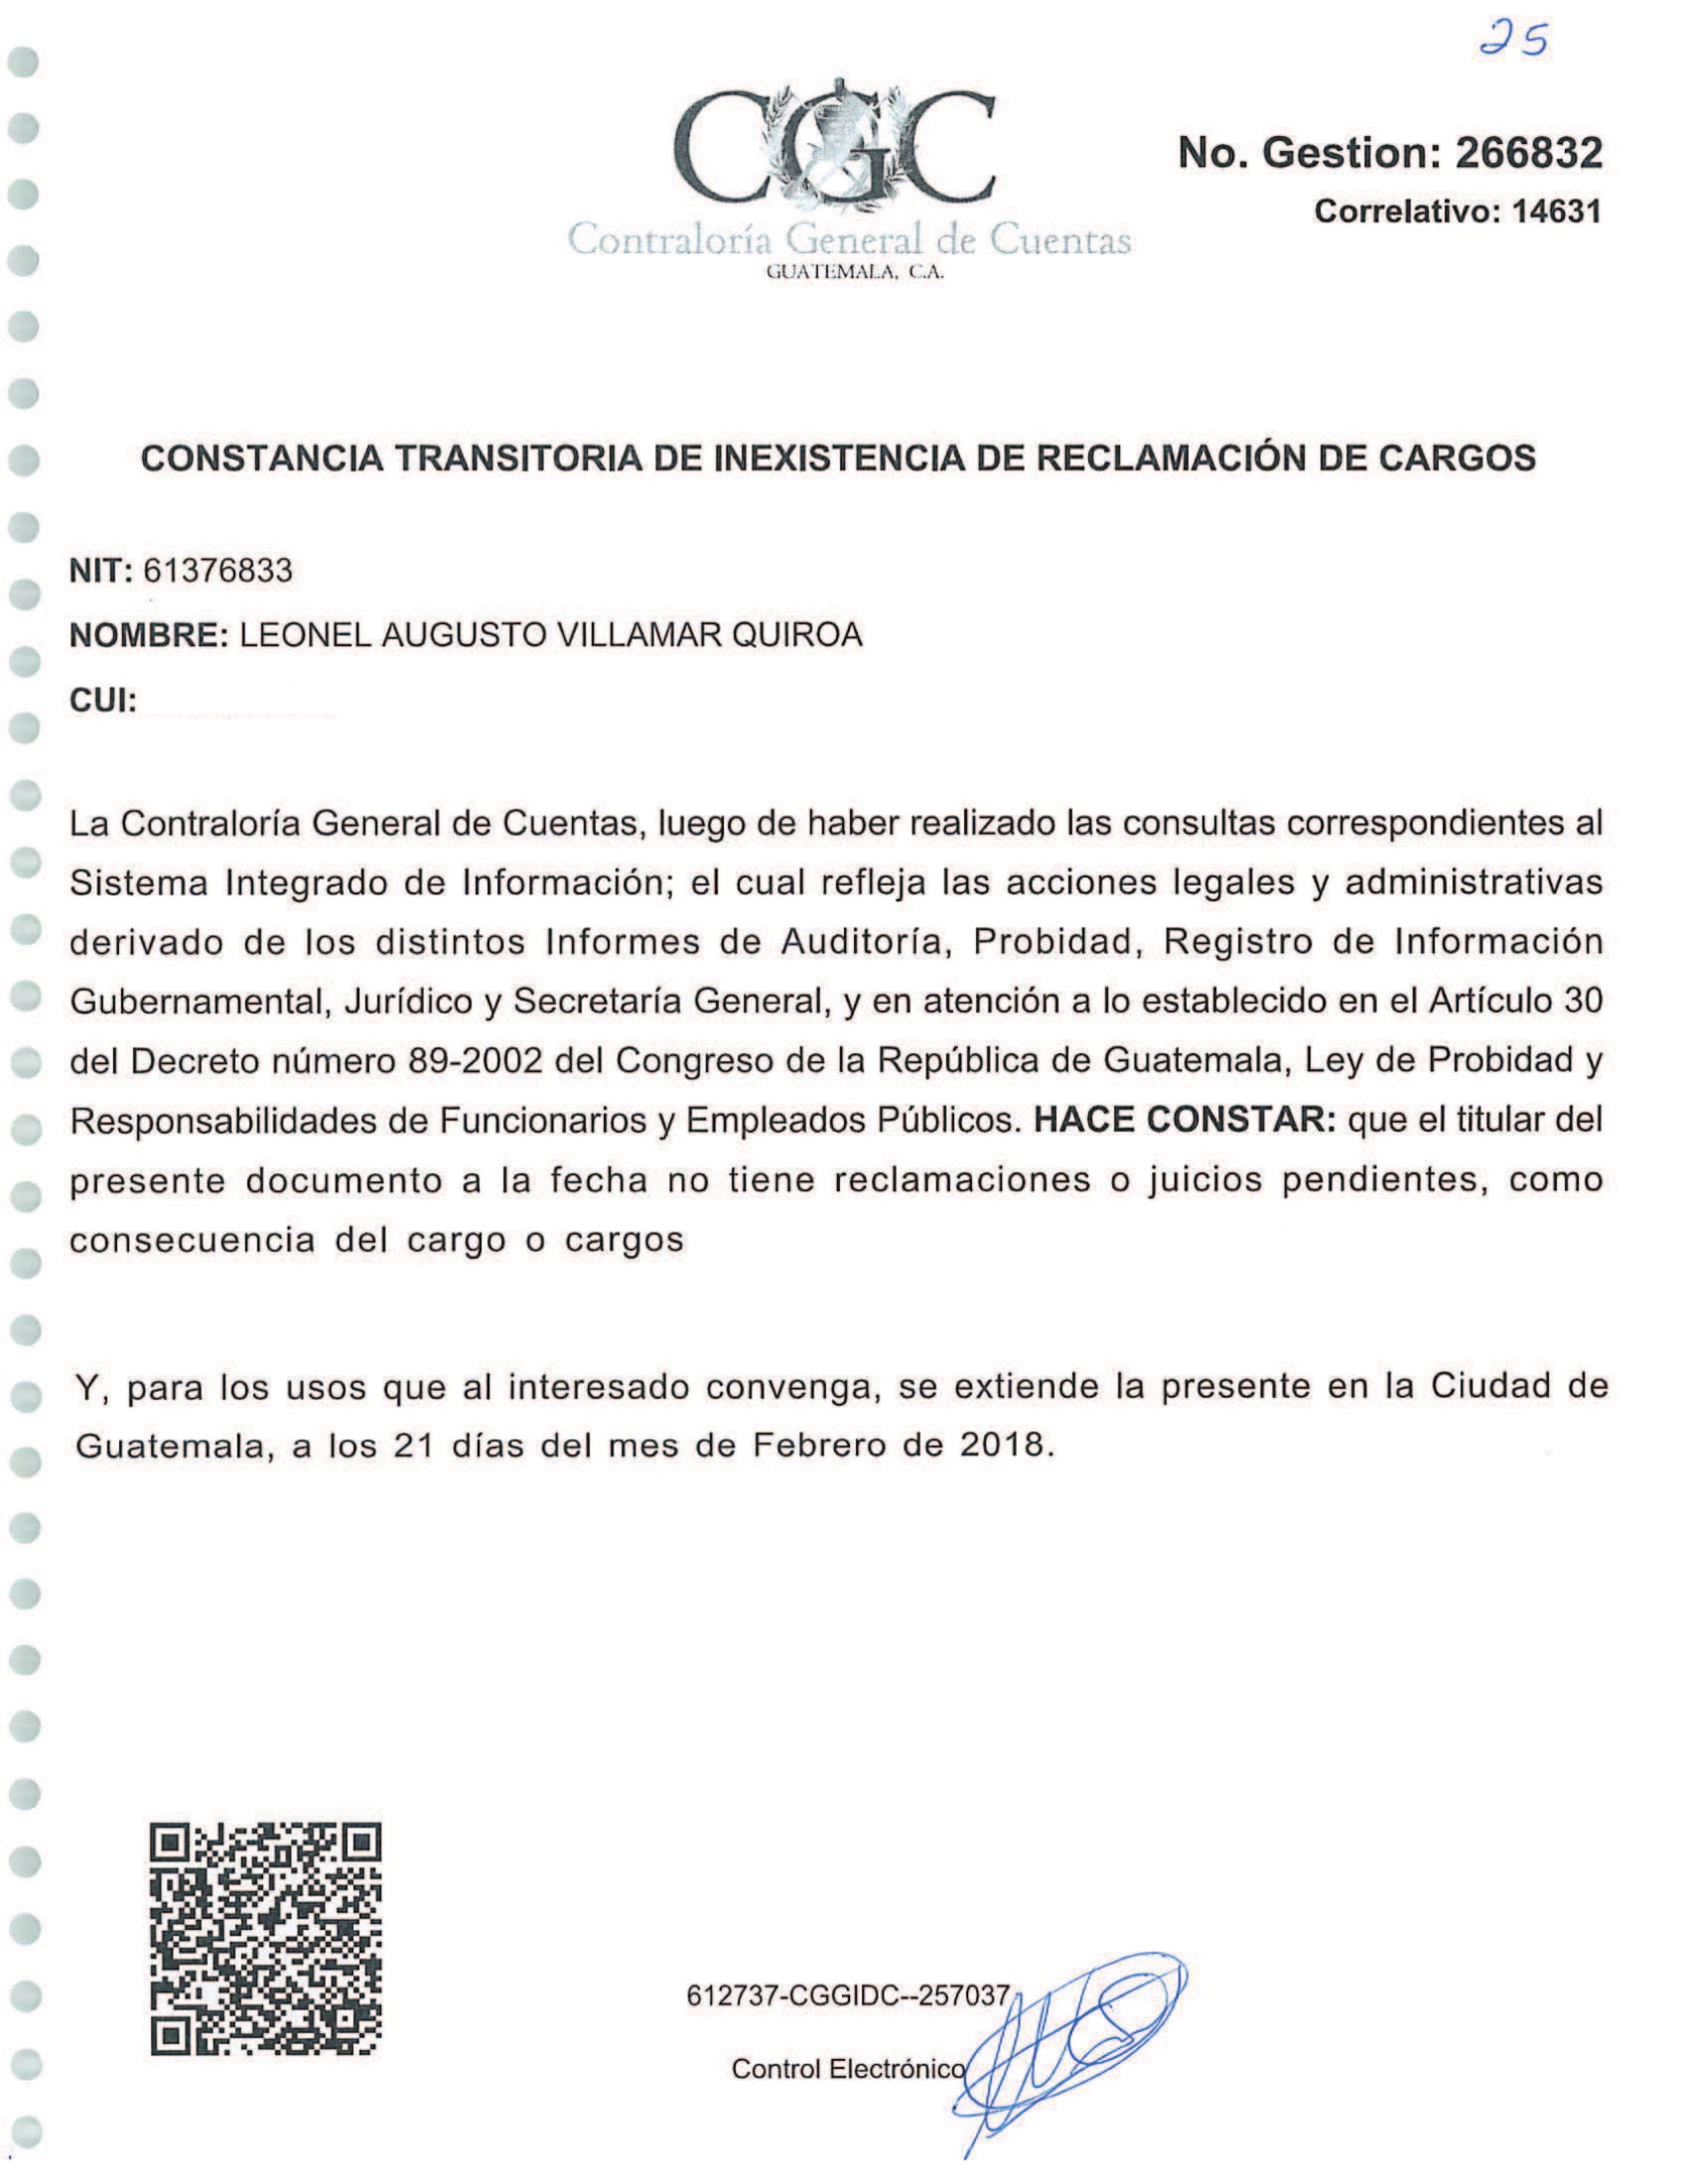 25
CGC
Contraloría General de Cuentas
GUATEMALA, C.A.
No. Gestion: 266832
Correlativo: 14631
CONSTANCIA TRANSITORIA DE INEXISTENCIA DE RECLAMACIÓN DE CARGOS
NIT: 61376833
NOMBRE: LEONEL AUGUSTO VILLAMAR QUIROA
CUI:
La Contraloría General de Cuentas, luego de haber realizado las consultas correspondientes al
Sistema Integrado de Información; el cual refleja las acciones legales y administrativas
derivado de los distintos Informes de Auditoría, Probidad, Registro de Información
Gubernamental, Jurídico y Secretaría General, y en atención a lo establecido en el Artículo 30
del Decreto número 89-2002 del Congreso de la República de Guatemala, Ley de Probidad y
Responsabilidades de Funcionarios y Empleados Públicos. HACE CONSTAR: que el titular del
presente documento a la fecha no tiene reclamaciones o juicios pendientes, como
consecuencia del cargo o cargos
Y, para los usos que al interesado convenga, se extiende la presente en la Ciudad de
Guatemala, a los 21 días del mes de Febrero de 2018.
612737-CGGIDC--257037
Control Electrónico